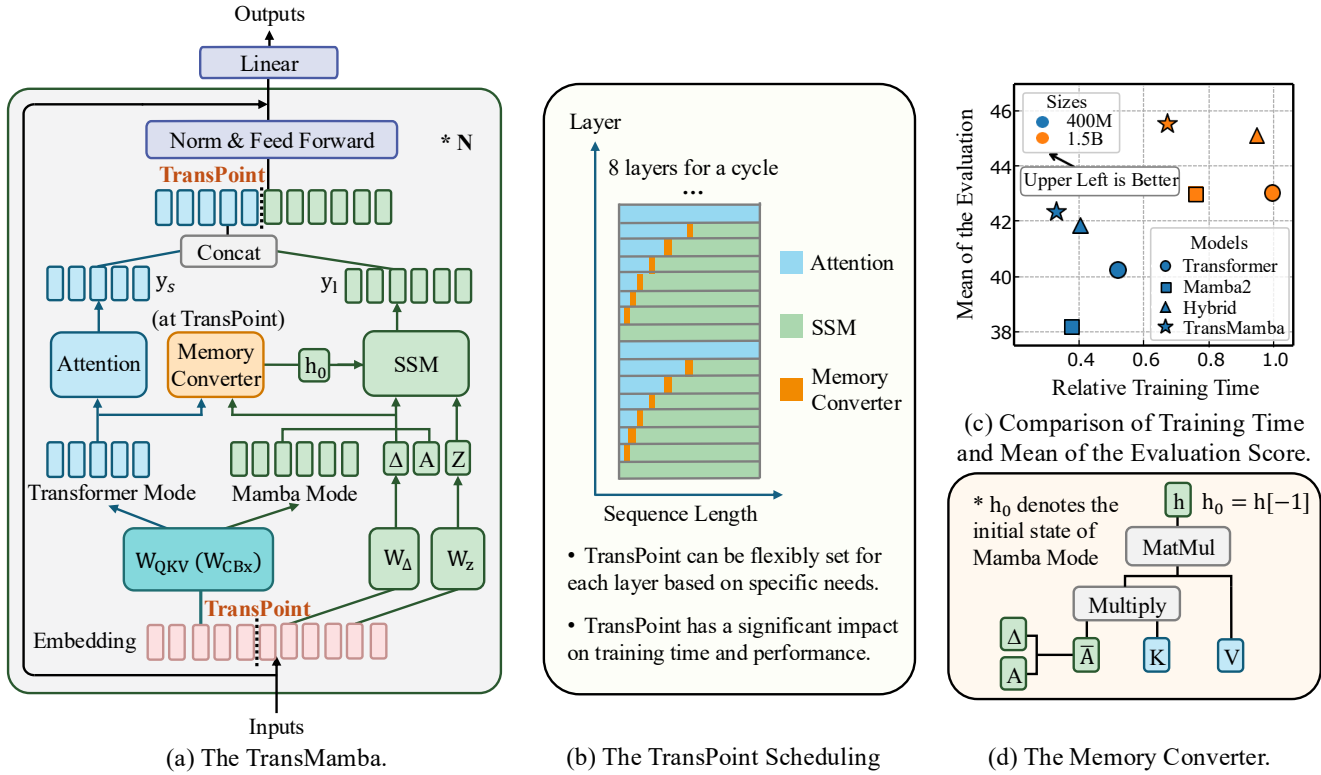 Outputs
Linear
Norm & Feed Forward
* N
TransPoint
Concat
y_s
y_l
(at TransPoint)
Attention
Memory
Converter
h_0
SSM
Δ
A
Z
Transformer Mode
Mamba Mode
W_QKV (W_CBx)
W_Δ
W_z
TransPoint
Embedding
Inputs
(a) The TransMamba.
Layer
8 layers for a cycle
...
Attention
SSM
Memory
Converter
Sequence Length
• TransPoint can be flexibly set for
each layer based on specific needs.
• TransPoint has a significant impact
on training time and performance.
(b) The TransPoint Scheduling
Mean of the Evaluation
46
44
42
40
38
Sizes
400M
1.5B
Upper Left is Better
Models
Transformer
Mamba2
Hybrid
TransMamba
0.4
0.6
0.8
1.0
Relative Training Time
(c) Comparison of Training Time
and Mean of the Evaluation Score.
* h_0 denotes the
initial state of
Mamba Mode
h
h_0 = h[-1]
MatMul
Multiply
Δ
A
A̅
K
V
(d) The Memory Converter.